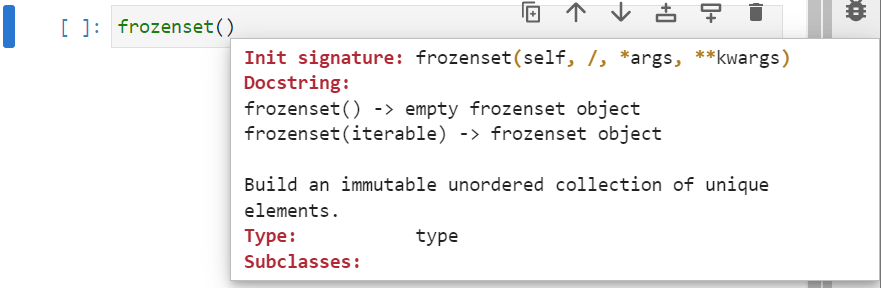 [ ]: frozenset()
Init signature: frozenset(self, /, *args, **kwargs)
Docstring:
frozenset() -> empty frozenset object
frozenset(iterable) -> frozenset object
Build an immutable unordered collection of unique
elements.
Type: type
Subclasses: